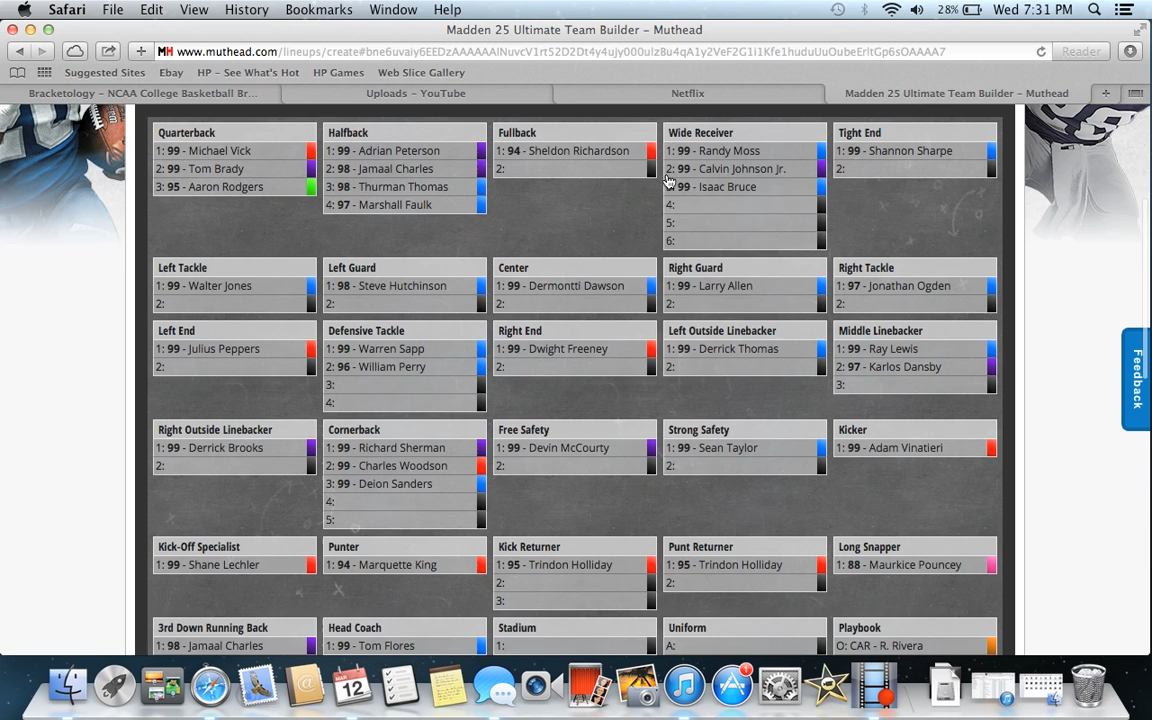 Safari File Edit View History Bookmarks Window Help 28% Wed 7:31 PM
Madden 25 Ultimate Team Builder – Muthead
MH www.muthead.com/lineups/create#bne6uvaiy6EEDzAAAAAAINuvcV1rtS2D2Dt4y4ujy000ulzBu4qA1y2VeF2G1i1Kfe1huduUuOubeErltGp6sOAAAA7 Reader
Suggested Sites Ebay HP – See What's Hot HP Games Web Slice Gallery
Bracketology – NCAA College Basketball Br... Uploads – YouTube Netflix Madden 25 Ultimate Team Builder – Muthead
Quarterback Halfback Fullback Wide Receiver Tight End
1: 99 - Michael Vick 1: 99 - Adrian Peterson 1: 94 - Sheldon Richardson 1: 99 - Randy Moss 1: 99 - Shannon Sharpe
2: 99 - Tom Brady 2: 98 - Jamaal Charles 2: 2: 99 - Calvin Johnson Jr. 2:
3: 95 - Aaron Rodgers 3: 98 - Thurman Thomas 99 - Isaac Bruce
4: 97 - Marshall Faulk 4:
5:
6:
Left Tackle Left Guard Center Right Guard Right Tackle
1: 99 - Walter Jones 1: 98 - Steve Hutchinson 1: 99 - Dermontti Dawson 1: 99 - Larry Allen 1: 97 - Jonathan Ogden
2: 2: 2: 2: 2:
Left End Defensive Tackle Right End Left Outside Linebacker Middle Linebacker
1: 99 - Julius Peppers 1: 99 - Warren Sapp 1: 99 - Dwight Freeney 1: 99 - Derrick Thomas 1: 99 - Ray Lewis
2: 2: 96 - William Perry 2: 2: 2: 97 - Karlos Dansby
3: 3:
4:
Right Outside Linebacker Cornerback Free Safety Strong Safety Kicker
1: 99 - Derrick Brooks 1: 99 - Richard Sherman 1: 99 - Devin McCourty 1: 99 - Sean Taylor 1: 99 - Adam Vinatieri
2: 2: 99 - Charles Woodson 2: 2:
3: 99 - Deion Sanders
4:
5:
Kick-Off Specialist Punter Kick Returner Punt Returner Long Snapper
1: 99 - Shane Lechler 1: 94 - Marquette King 1: 95 - Trindon Holliday 1: 95 - Trindon Holliday 1: 88 - Maurkice Pouncey
2: 2:
3:
3rd Down Running Back Head Coach Stadium Uniform Playbook
1: 98 - Jamaal Charles 1: 99 - Tom Flores 1: A: O: CAR - R. Rivera
Feedback
MAR
12
1